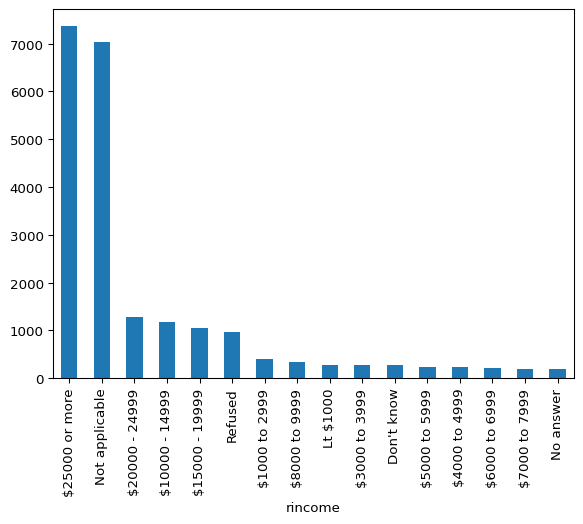 7000
6000
5000
4000
3000
2000
1000
0
$25000 or more
Not applicable
$20000 - 24999
$10000 - 14999
$15000 - 19999
Refused
$1000 to 2999
$8000 to 9999
Lt $1000
$3000 to 3999
Don't know
$5000 to 5999
$4000 to 4999
$6000 to 6999
$7000 to 7999
No answer
rincome